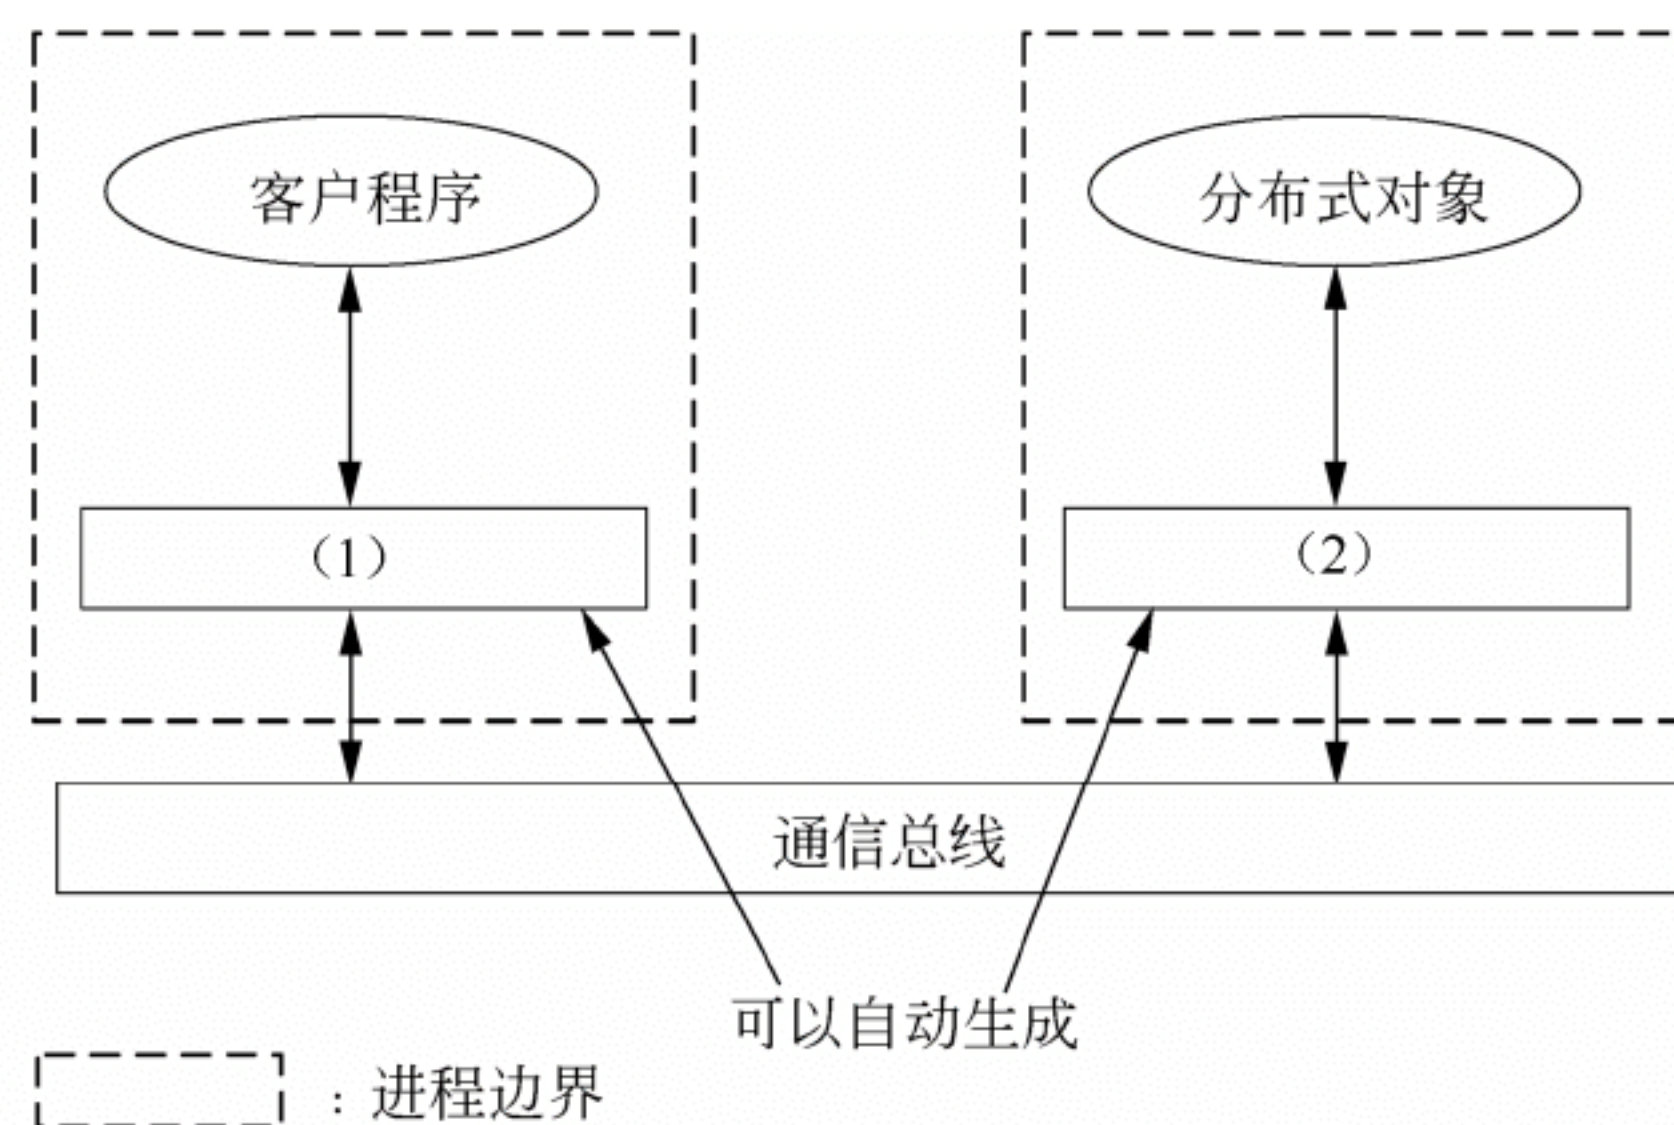 客户程序
分布式对象
（1）
（2）
通信总线
可以自动生成
：进程边界